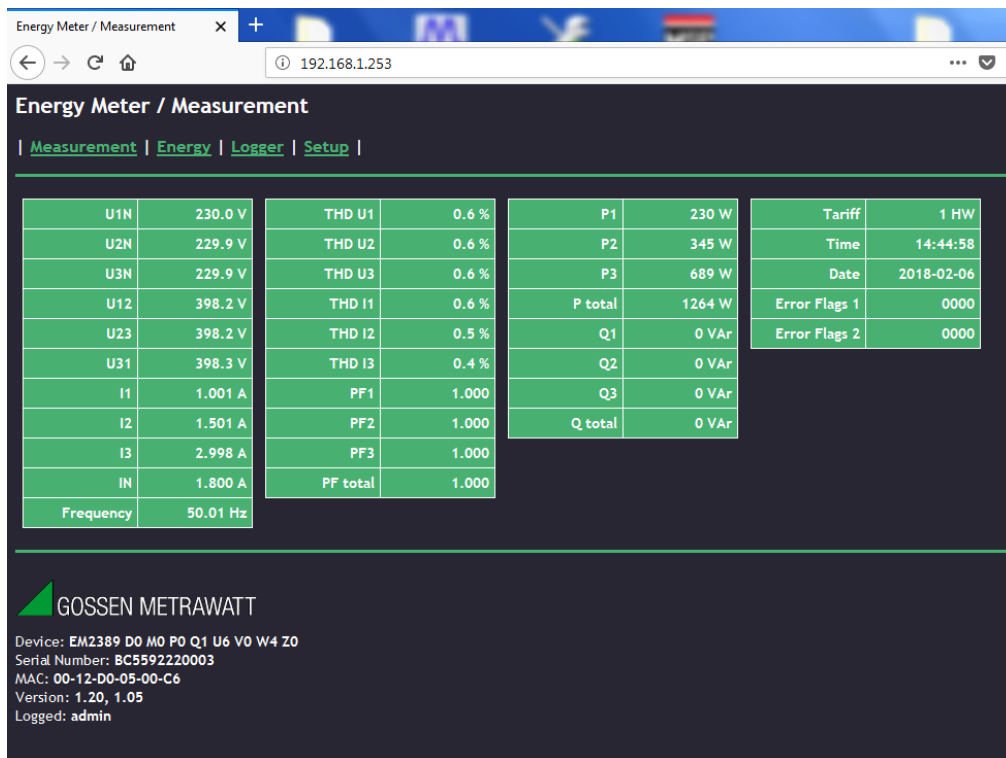 Energy Meter / Measurement
192.168.1.253
Energy Meter / Measurement
| Measurement | Energy | Logger | Setup |
U1N 230.0 V THD U1 0.6 % P1 230 W Tariff 1 HW
U2N 229.9 V THD U2 0.6 % P2 345 W Time 14:44:58
U3N 229.9 V THD U3 0.6 % P3 689 W Date 2018-02-06
U12 398.2 V THD I1 0.6 % P total 1264 W Error Flags 1 0000
U23 398.2 V THD I2 0.5 % Q1 0 VAr Error Flags 2 0000
U31 398.3 V THD I3 0.4 % Q2 0 VAr
I1 1.001 A PF1 1.000 Q3 0 VAr
I2 1.501 A PF2 1.000 Q total 0 VAr
I3 2.998 A PF3 1.000
IN 1.800 A PF total 1.000
Frequency 50.01 Hz
GOSSEN METRAWATT
Device: EM2389 D0 M0 P0 Q1 U6 V0 W4 Z0
Serial Number: BC5592220003
MAC: 00-12-D0-05-00-C6
Version: 1.20, 1.05
Logged: admin